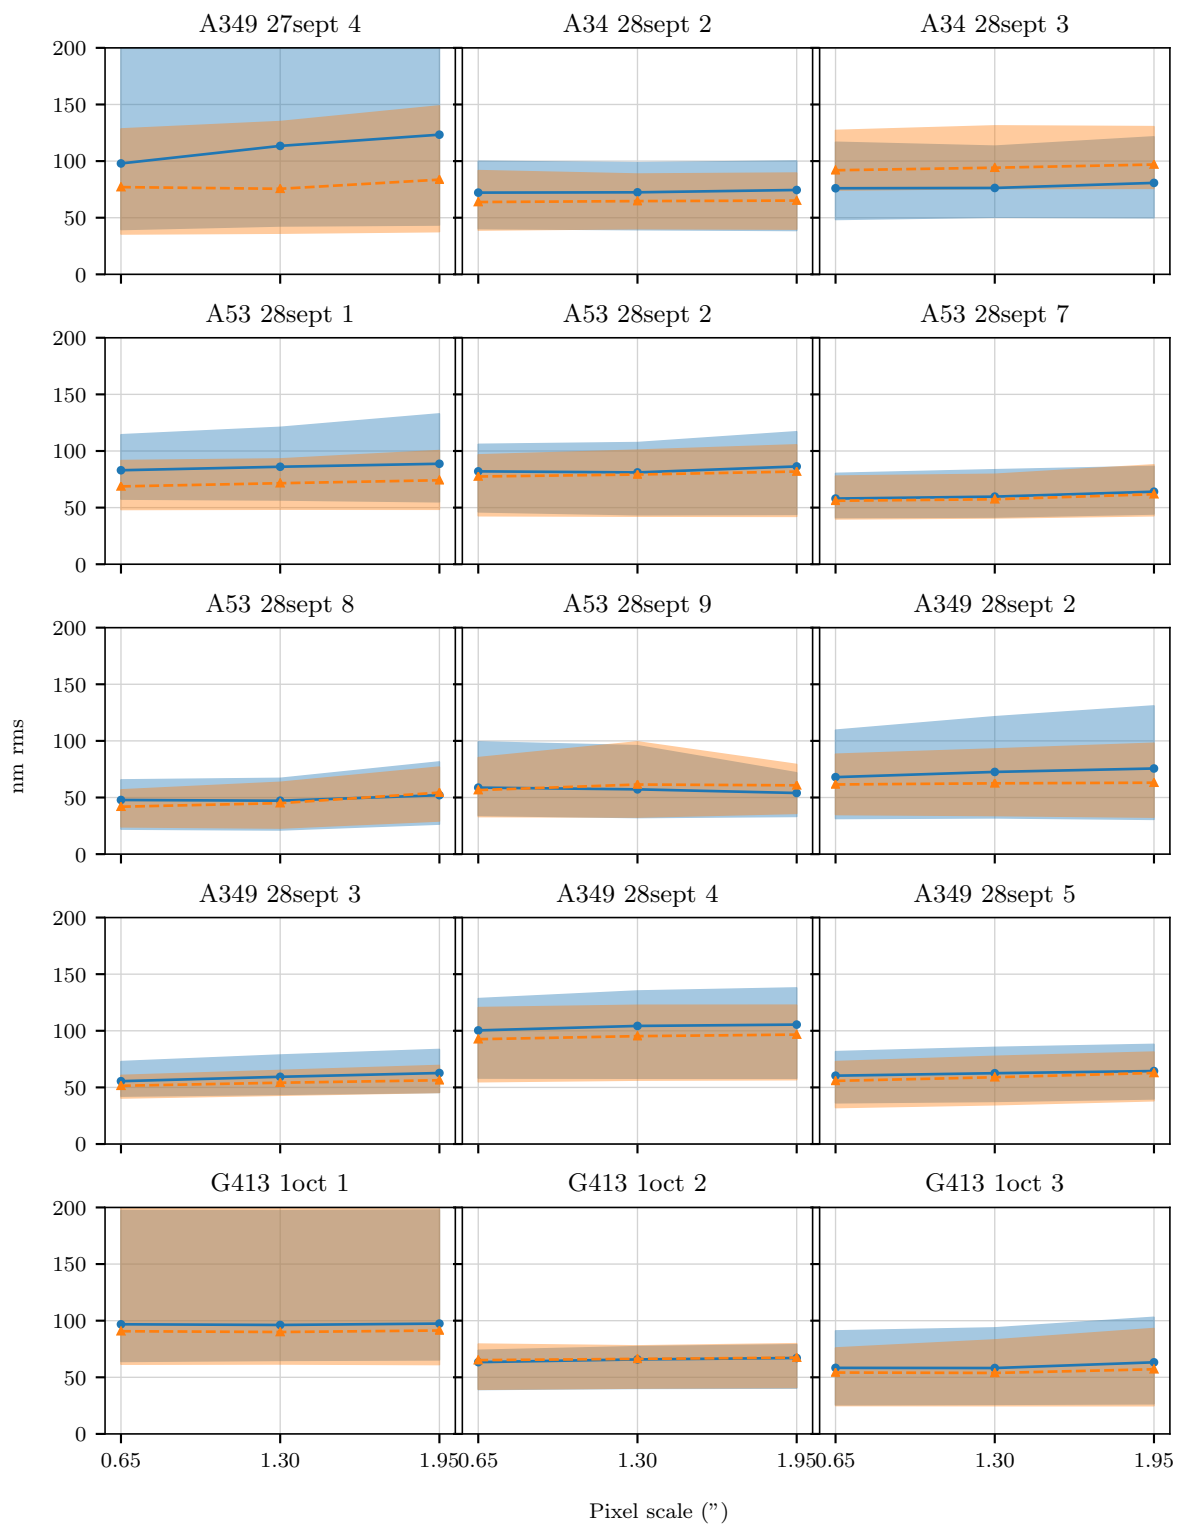 A349 27sept 4
A34 28sept 2
A34 28sept 3
200
150
100
50
0
A53 28sept 1
A53 28sept 2
A53 28sept 7
200
150
100
50
0
A53 28sept 8
A53 28sept 9
A349 28sept 2
200
150
100
50
0
nm rms
A349 28sept 3
A349 28sept 4
A349 28sept 5
200
150
100
50
0
G413 1oct 1
G413 1oct 2
G413 1oct 3
200
150
100
50
0
0.65 1.30 1.95 0.65 1.30 1.95 0.65 1.30 1.95
Pixel scale (”)